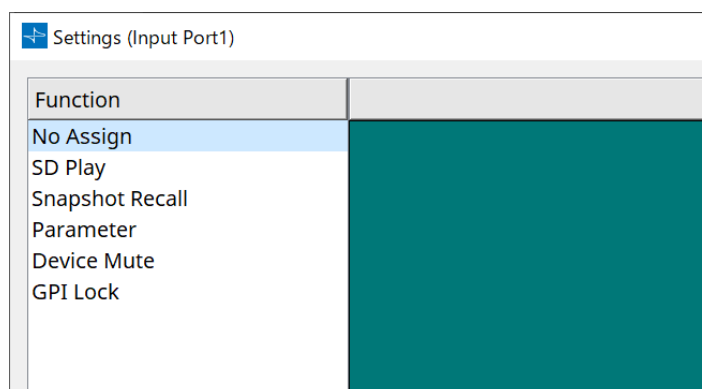 Settings (Input Port1)
Function
No Assign
SD Play
Snapshot Recall
Parameter
Device Mute
GPI Lock